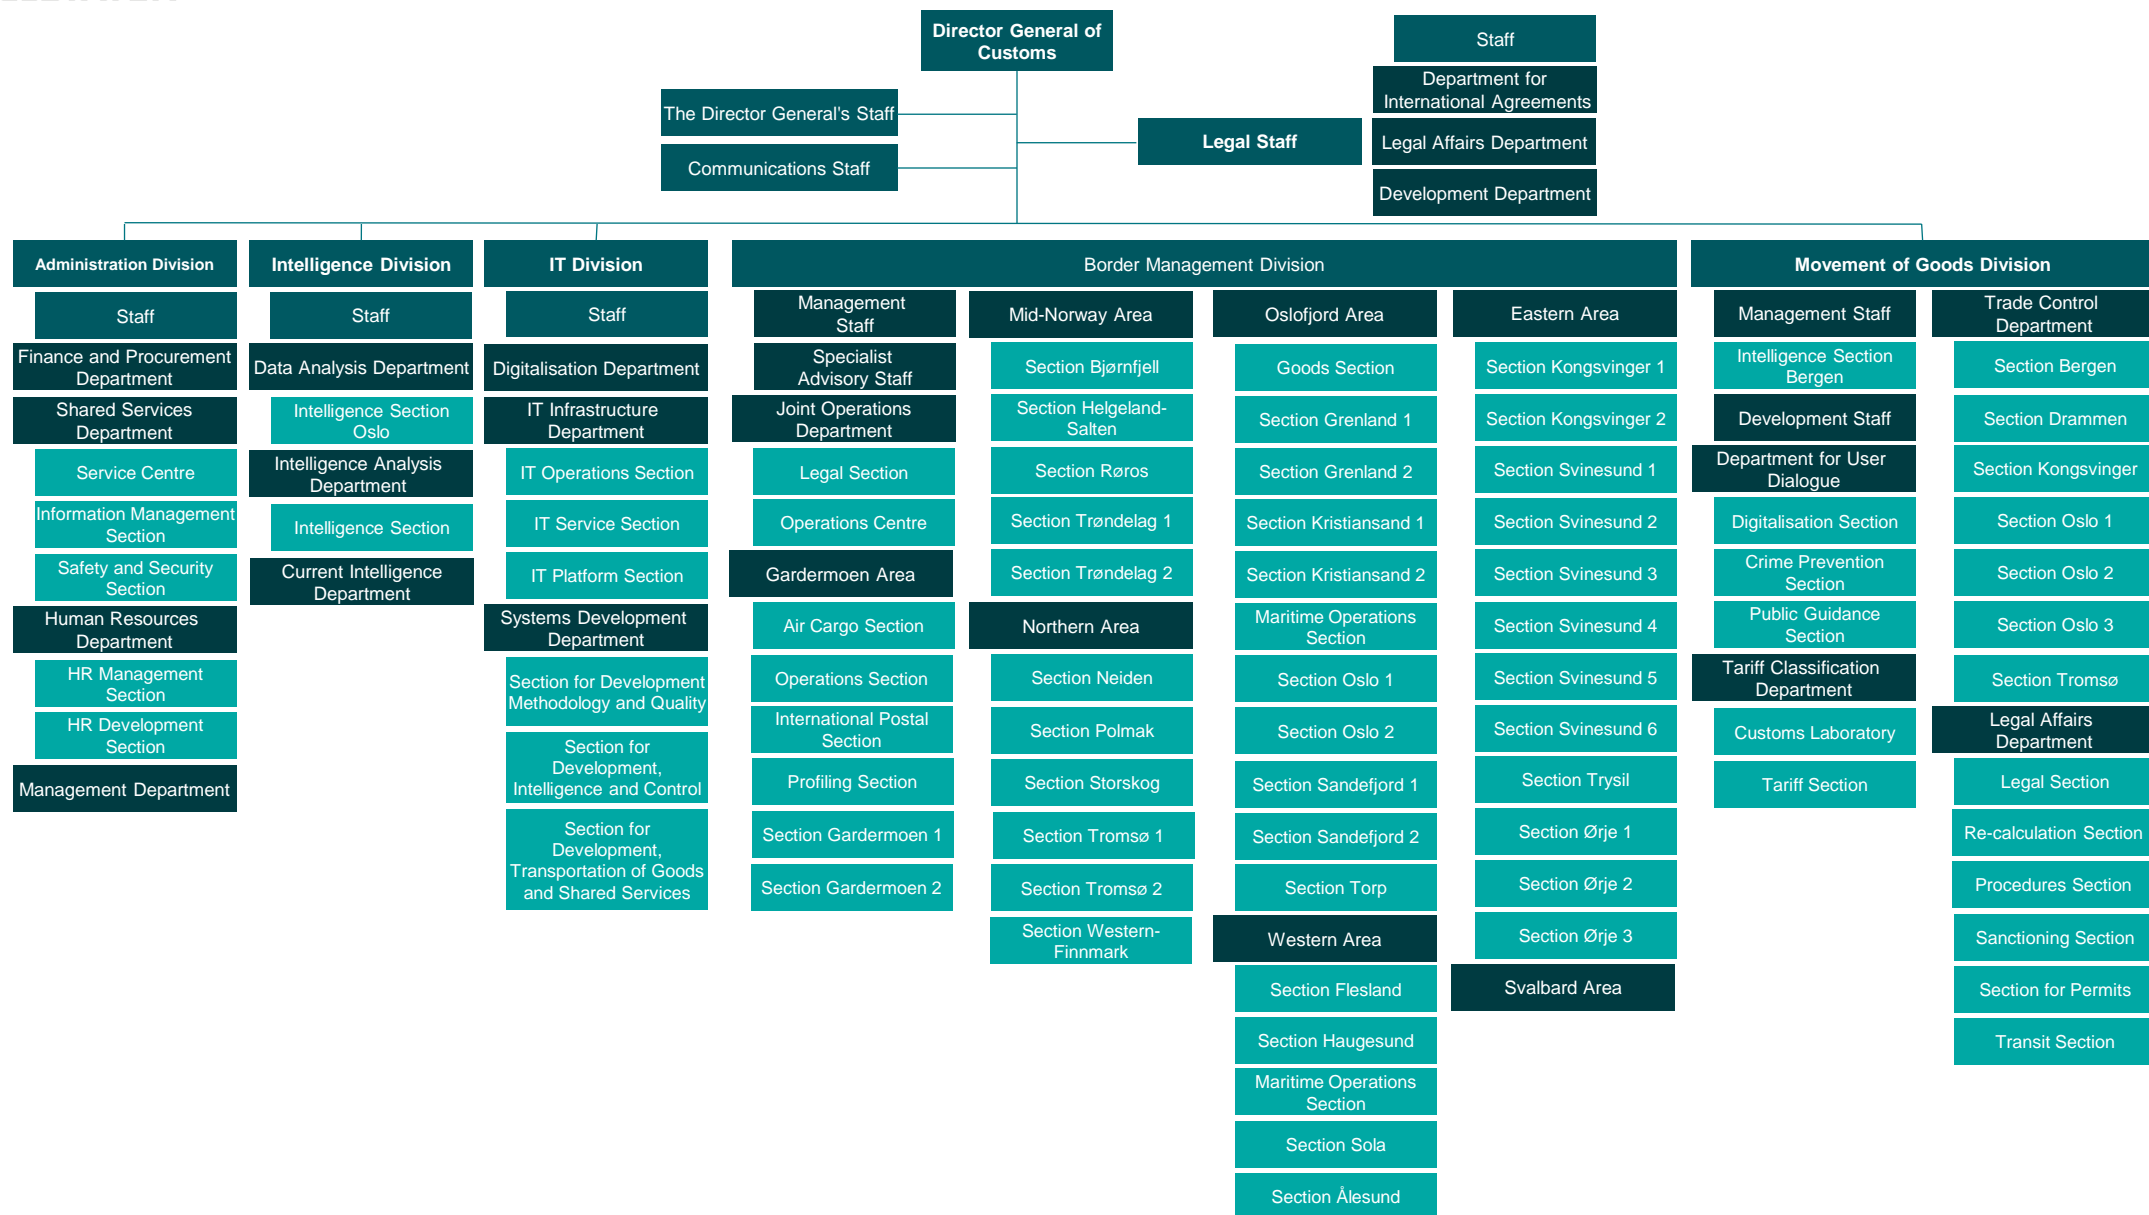 Director General of
Customs
The Director General's Staff
Communications Staff
Legal Staff
Staff
Department for
International Agreements
Legal Affairs Department
Development Department
Administration Division
Staff
Finance and Procurement
Department
Shared Services
Department
Service Centre
Information Management
Section
Safety and Security
Section
Human Resources
Department
HR Management
Section
HR Development
Section
Management Department
Intelligence Division
Staff
Data Analysis Department
Intelligence Section
Oslo
Intelligence Analysis
Department
Intelligence Section
Current Intelligence
Department
IT Division
Staff
Digitalisation Department
IT Infrastructure
Department
IT Operations Section
IT Service Section
IT Platform Section
Systems Development
Department
Section for Development
Methodology and Quality
Section for
Development,
Intelligence and Control
Section for
Development,
Transportation of Goods
and Shared Services
Border Management Division
Management
Staff
Specialist
Advisory Staff
Joint Operations
Department
Legal Section
Operations Centre
Gardermoen Area
Air Cargo Section
Operations Section
International Postal
Section
Profiling Section
Section Gardermoen 1
Section Gardermoen 2
Mid-Norway Area
Section Bjørnfjell
Section Helgeland-
Salten
Section Røros
Section Trøndelag 1
Section Trøndelag 2
Northern Area
Section Neiden
Section Polmak
Section Storskog
Section Tromsø 1
Section Tromsø 2
Section Western-
Finnmark
Oslofjord Area
Goods Section
Section Grenland 1
Section Grenland 2
Section Kristiansand 1
Section Kristiansand 2
Maritime Operations
Section
Section Oslo 1
Section Oslo 2
Section Sandefjord 1
Section Sandefjord 2
Section Torp
Western Area
Section Flesland
Section Haugesund
Maritime Operations
Section
Section Sola
Section Ålesund
Eastern Area
Section Kongsvinger 1
Section Kongsvinger 2
Section Svinesund 1
Section Svinesund 2
Section Svinesund 3
Section Svinesund 4
Section Svinesund 5
Section Svinesund 6
Section Trysil
Section Ørje 1
Section Ørje 2
Section Ørje 3
Svalbard Area
Movement of Goods Division
Management Staff
Intelligence Section
Bergen
Development Staff
Department for User
Dialogue
Digitalisation Section
Crime Prevention
Section
Public Guidance
Section
Tariff Classification
Department
Customs Laboratory
Tariff Section
Trade Control
Department
Section Bergen
Section Drammen
Section Kongsvinger
Section Oslo 1
Section Oslo 2
Section Oslo 3
Section Tromsø
Legal Affairs
Department
Legal Section
Re-calculation Section
Procedures Section
Sanctioning Section
Section for Permits
Transit Section